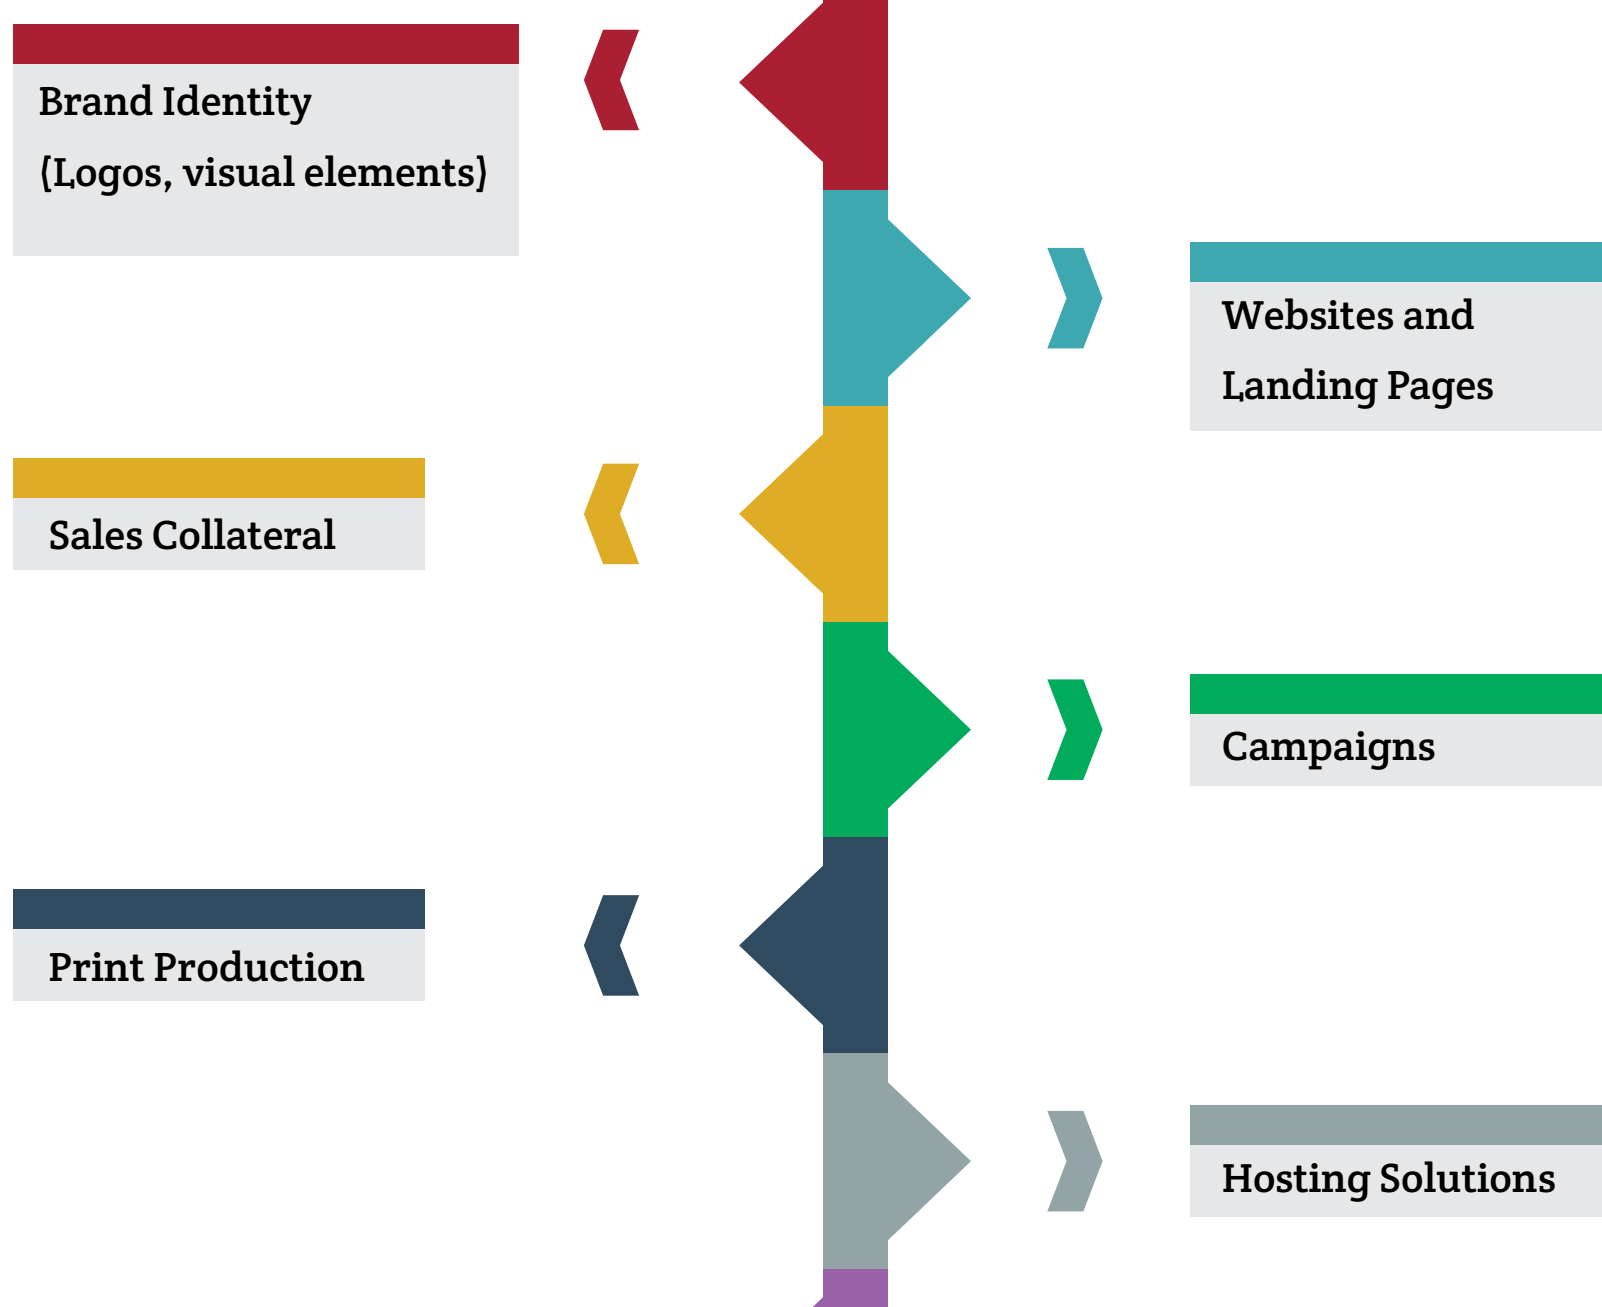 Brand Identity
(Logos, visual elements)
Websites and
Landing Pages
Sales Collateral
Campaigns
Print Production
Hosting Solutions